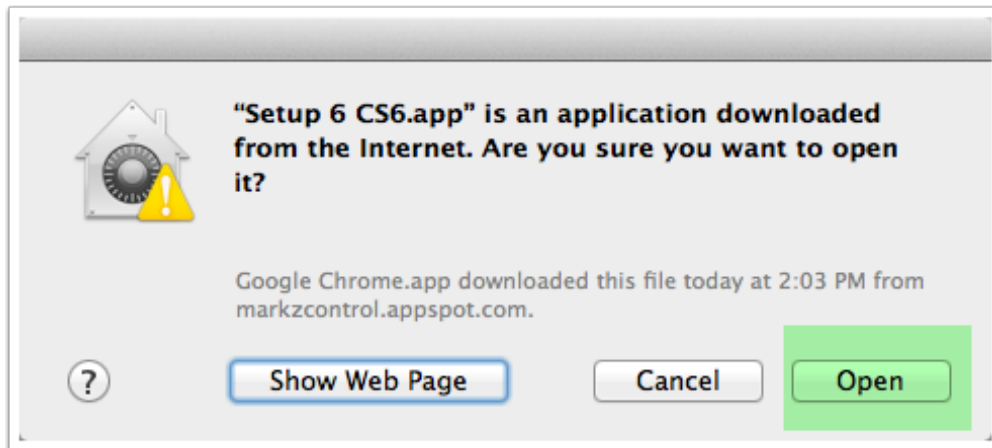 “Setup 6 CS6.app” is an application downloaded
from the Internet. Are you sure you want to open
it?
Google Chrome.app downloaded this file today at 2:03 PM from
markzcontrol.appspot.com.
? Show Web Page Cancel Open